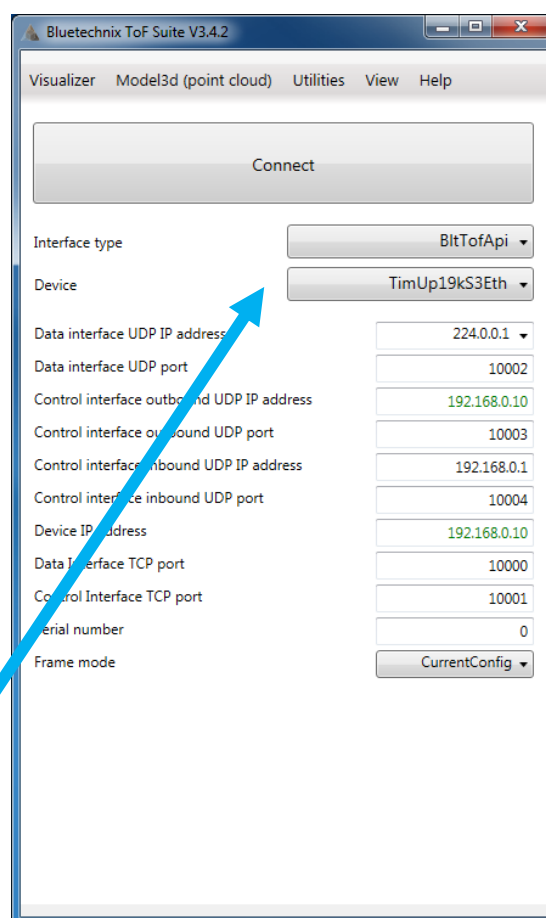 Bluetechnix ToF Suite V3.4.2
Visualizer Model3d (point cloud) Utilities View Help
Connect
Interface type BltTofApi
Device TimUp19kS3Eth
Data interface UDP IP address 224.0.0.1
Data interface UDP port 10002
Control interface outbound UDP IP address 192.168.0.10
Control interface outbound UDP port 10003
Control interface inbound UDP IP address 192.168.0.1
Control interface inbound UDP port 10004
Device IP address 192.168.0.10
Data Interface TCP port 10000
Control Interface TCP port 10001
Serial number 0
Frame mode CurrentConfig